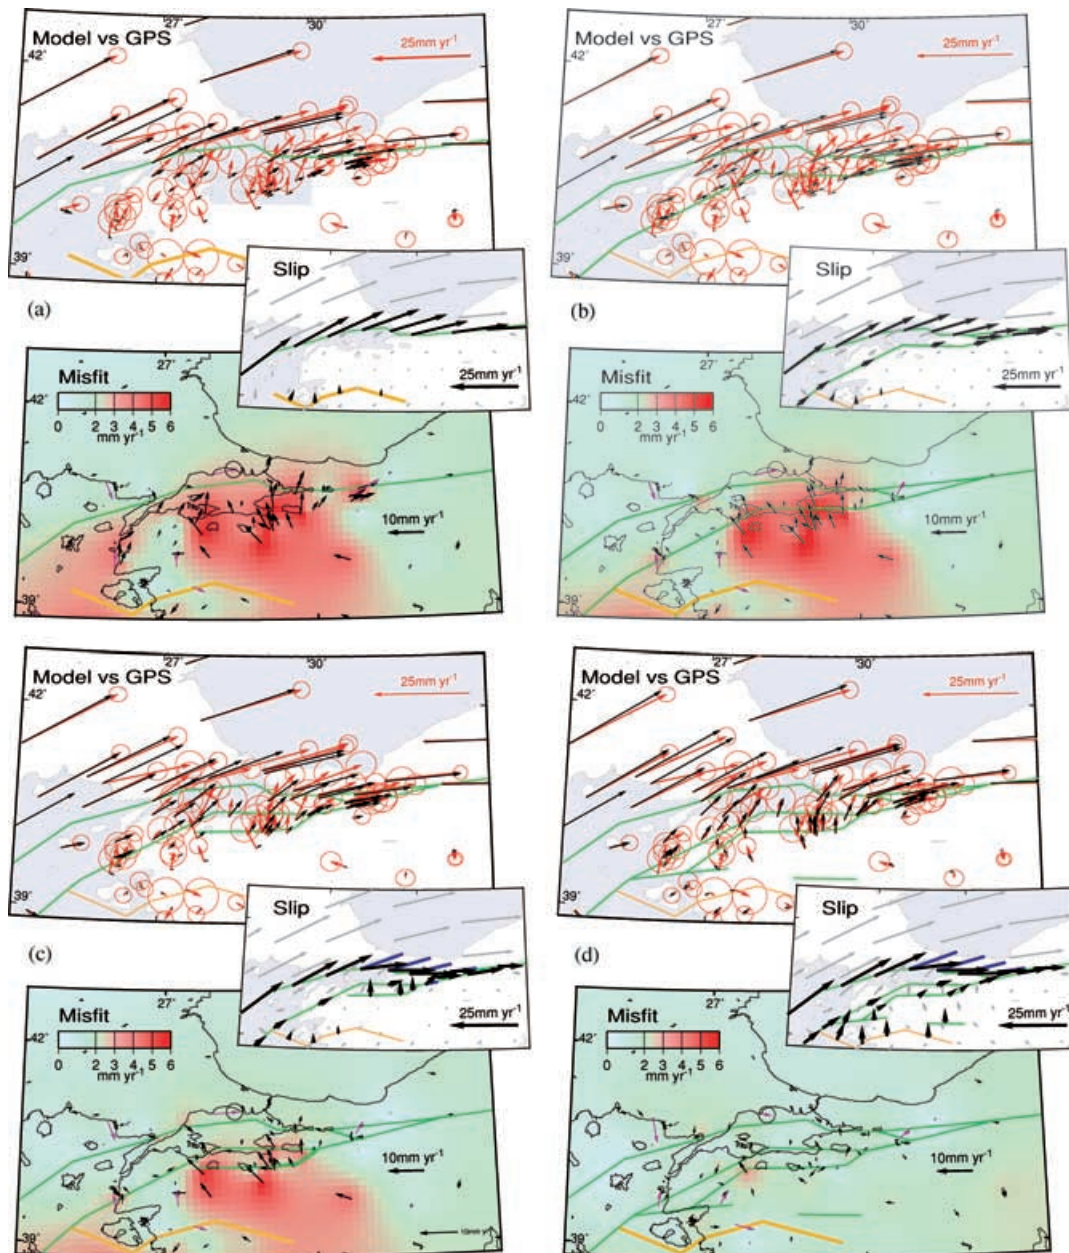 27° 30°
Model vs GPS
25mm yr-1
42°
39°
Slip
25mm yr-1
(a)
27°
Misfit
0 2 3 4 5 6
mm yr-1
42°
10mm yr-1
39°
27° 30°
Model vs GPS
25mm yr-1
42°
39°
Slip
25mm yr-1
(b)
27°
Misfit
0 2 3 4 5 6
mm yr-1
42°
10mm yr-1
39°
27° 30°
Model vs GPS
25mm yr-1
42°
39°
Slip
25mm yr-1
(c)
27°
Misfit
0 2 3 4 5 6
mm yr-1
42°
10mm yr-1
39°
27° 30°
Model vs GPS
25mm yr-1
42°
39°
Slip
25mm yr-1
(d)
27°
Misfit
0 2 3 4 5 6
mm yr-1
42°
10mm yr-1
39°